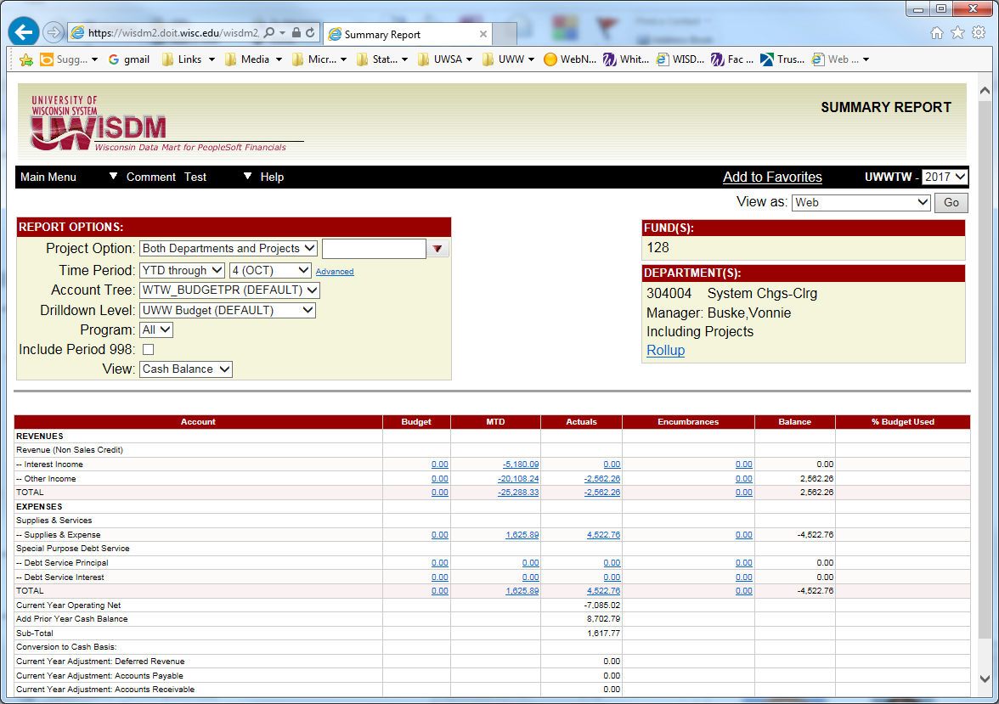 https://wisdm2.doit.wisc.edu/wisdm2, Summary Report
Sugg... gmail Links Media Micr... Stat... UWSA UWW WebN... Whit... WISD... Fac ... Trus... Web ...
UNIVERSITY OF
WISCONSIN SYSTEM
UWISDM
Wisconsin Data Mart for PeopleSoft Financials
SUMMARY REPORT
Main Menu Comment Test Help Add to Favorites UWWTW - 2017
View as: Web Go
REPORT OPTIONS:
Project Option: Both Departments and Projects
Time Period: YTD through 4 (OCT) Advanced
Account Tree: WTW_BUDGETPR (DEFAULT)
Drilldown Level: UWW Budget (DEFAULT)
Program: All
Include Period 998:
View: Cash Balance
FUND(S):
128
DEPARTMENT(S):
304004 System Chgs-Clrg
Manager: Buske,Vonnie
Including Projects
Rollup
Account Budget MTD Actuals Encumbrances Balance % Budget Used
REVENUES
Revenue (Non Sales Credit)
-- Interest Income 0.00 -5,180.09 0.00 0.00 0.00
-- Other Income 0.00 -20,108.24 -2,562.26 0.00 2,562.26
TOTAL 0.00 -25,288.33 -2,562.26 0.00 2,562.26
EXPENSES
Supplies & Services
-- Supplies & Expense 0.00 1,625.89 4,522.76 0.00 -4,522.76
Special Purpose Debt Service
-- Debt Service Principal 0.00 0.00 0.00 0.00 0.00
-- Debt Service Interest 0.00 0.00 0.00 0.00 0.00
TOTAL 0.00 1,625.89 4,522.76 0.00 -4,522.76
Current Year Operating Net -7,085.02
Add Prior Year Cash Balance 8,702.79
Sub-Total 1,617.77
Conversion to Cash Basis:
Current Year Adjustment: Deferred Revenue 0.00
Current Year Adjustment: Accounts Payable 0.00
Current Year Adjustment: Accounts Receivable 0.00